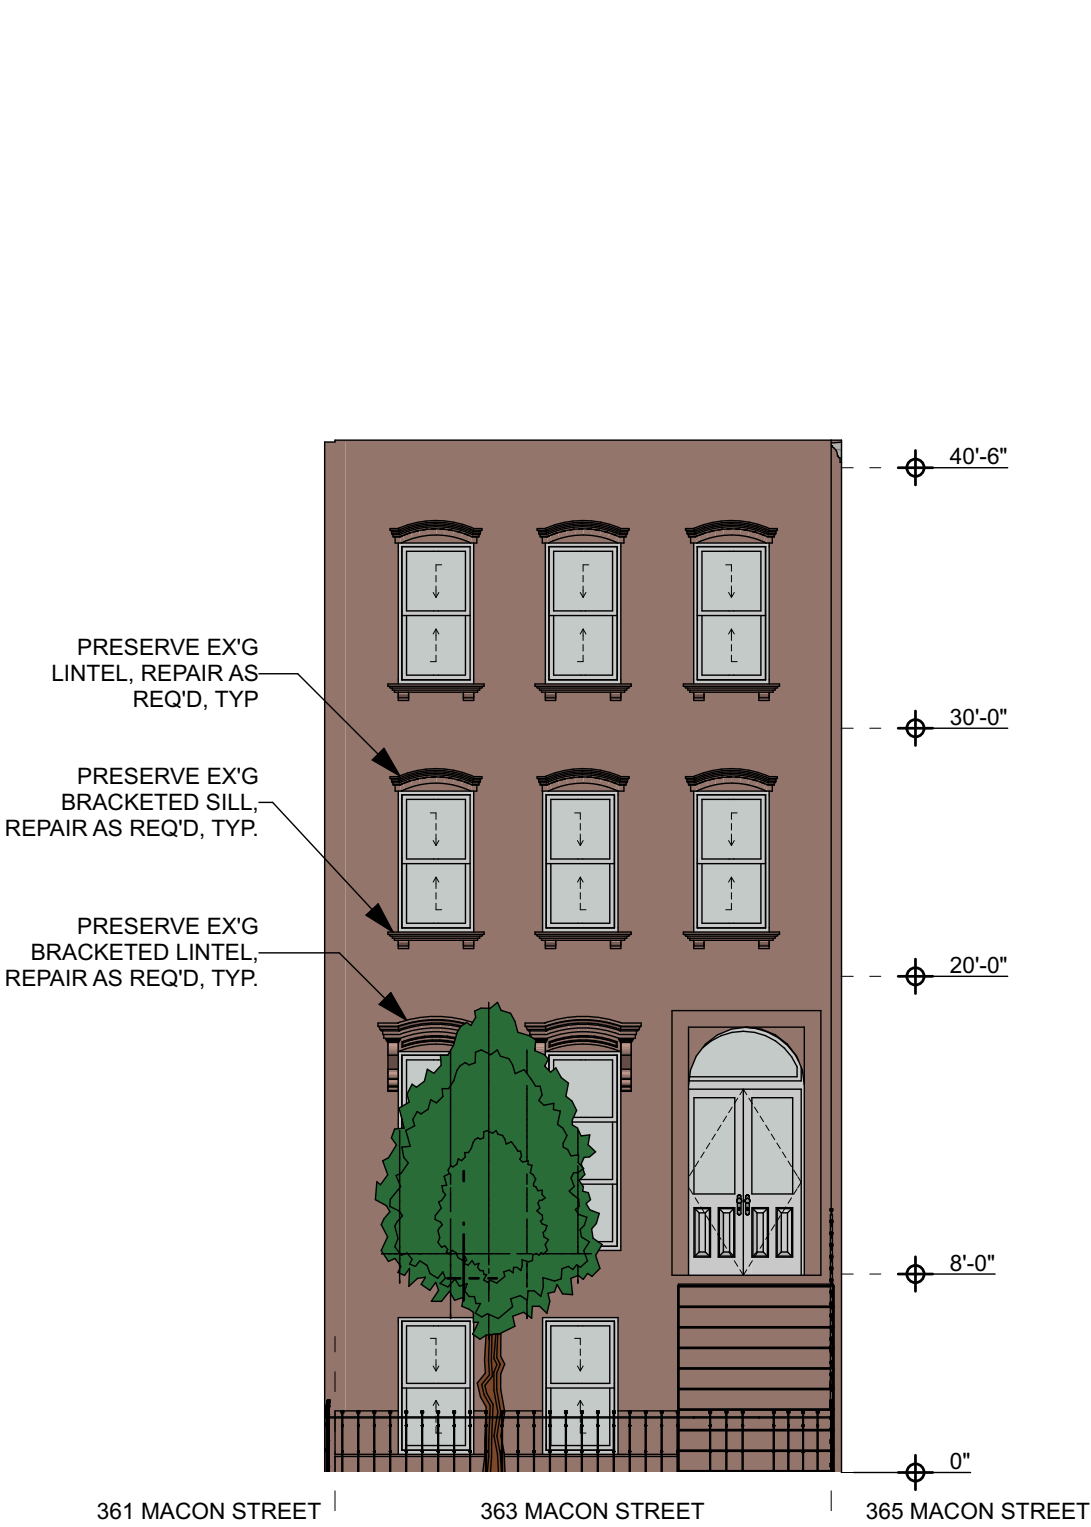 40'-6"
PRESERVE EX'G
LINTEL, REPAIR AS
REQ'D, TYP
30'-0"
PRESERVE EX'G
BRACKETED SILL,
REPAIR AS REQ'D, TYP.
PRESERVE EX'G
BRACKETED LINTEL,
REPAIR AS REQ'D, TYP.
20'-0"
8'-0"
0"
361 MACON STREET
363 MACON STREET
365 MACON STREET